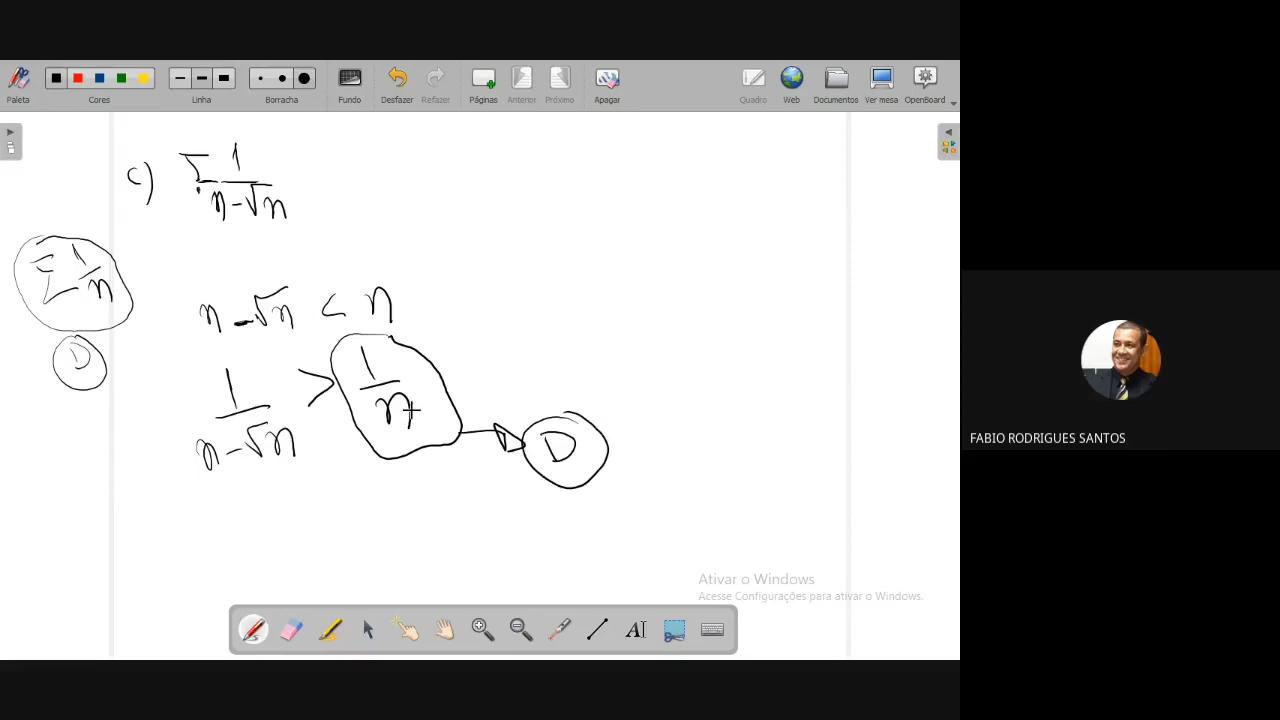 Paleta Cores Linha Borracha Fundo Desfazer Refazer Páginas Anterior Próximo Apagar Quadro Web Documentos Ver mesa OpenBoard
c) Σ 1/(n-√n)
Σ 1/n
D
n - √n < n
1/(n-√n) > 1/n
D
FABIO RODRIGUES SANTOS
Ativar o Windows
Acesse Configurações para ativar o Windows.
A